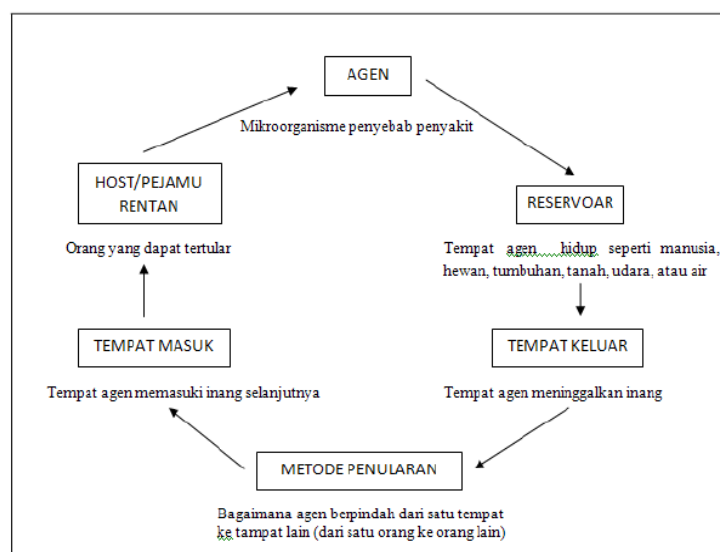 AGEN
Mikroorganisme penyebab penyakit
HOST/PEJAMU
RENTAN
Orang yang dapat tertular
RESERVOAR
Tempat agen hidup seperti manusia,
hewan, tumbuhan, tanah, udara, atau air
TEMPAT MASUK
Tempat agen memasuki inang selanjutnya
TEMPAT KELUAR
Tempat agen meninggalkan inang
METODE PENULARAN
Bagaimana agen berpindah dari satu tempat
ke tampat lain (dari satu orang ke orang lain)